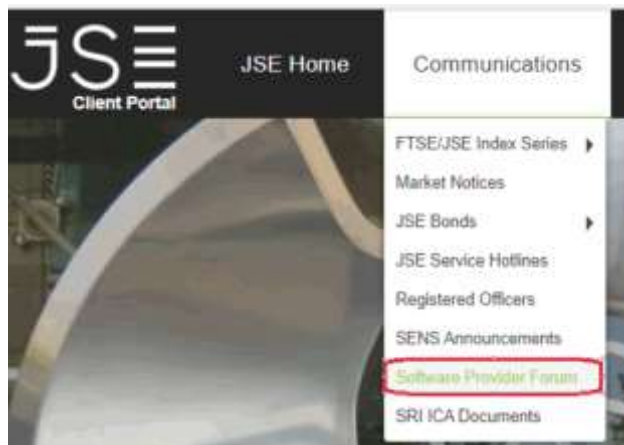 JSE
Client Portal
JSE Home
Communications
FTSE/JSE Index Series
Market Notices
JSE Bonds
JSE Service Hotlines
Registered Officers
SENS Announcements
Software Provider Forum
SRI ICA Documents